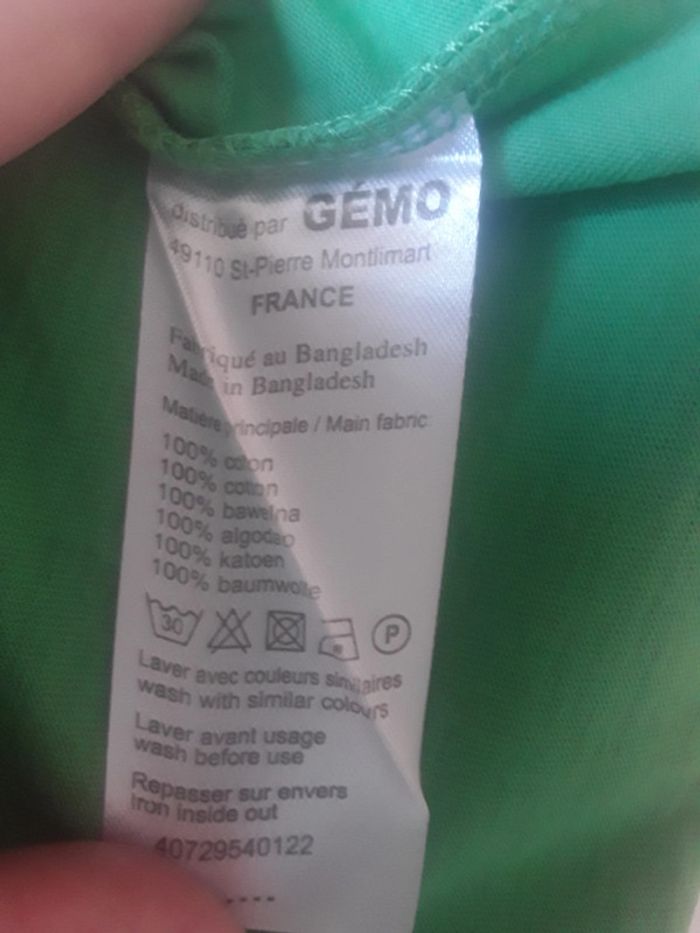 distribué par GÉMO
49110 St-Pierre Montlimart
FRANCE
Fabriqué au Bangladesh
Made in Bangladesh
Matière principale / Main fabric
100% coton
100% cotton
100% bawelna
100% algodao
100% katoen
100% baumwolle
30 P
Laver avec couleurs similaires
wash with similar colours
Laver avant usage
wash before use
Repasser sur envers
Iron inside out
40729540122